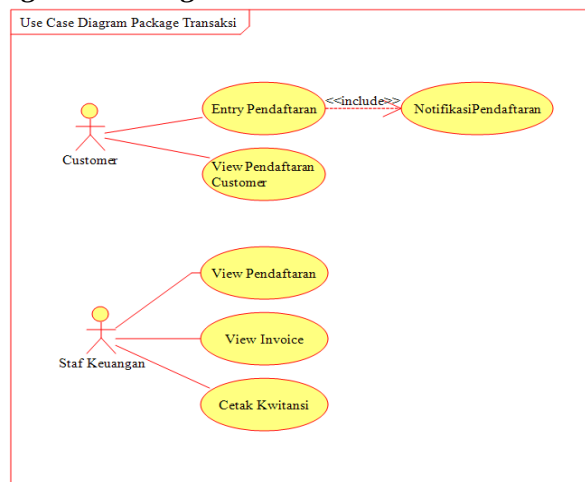 Use Case Diagram Package Transaksi
Entry Pendaftaran
<<include>>
NotifikasiPendaftaran
Customer
View Pendaftaran
Customer
View Pendaftaran
View Invoice
Staf Keuangan
Cetak Kwitansi